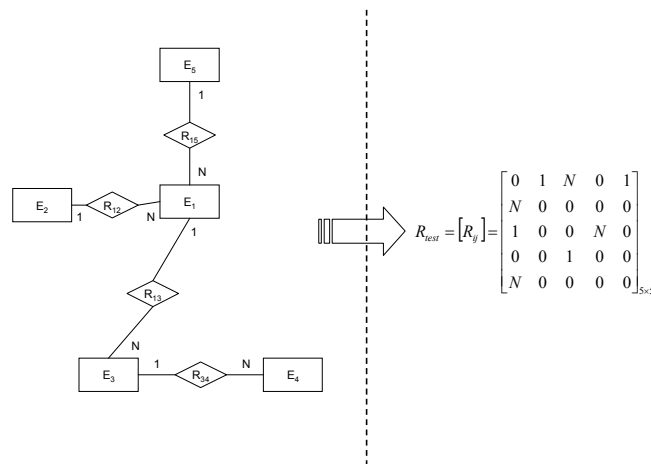 E5
1
R15
N
E2
1
R12
N
E1
1
R13
N
E3
1
R34
N
E4
Rtest = [Rij] =
0 1 N 0 1
N 0 0 0 0
1 0 0 N 0
0 0 1 0 0
N 0 0 0 0